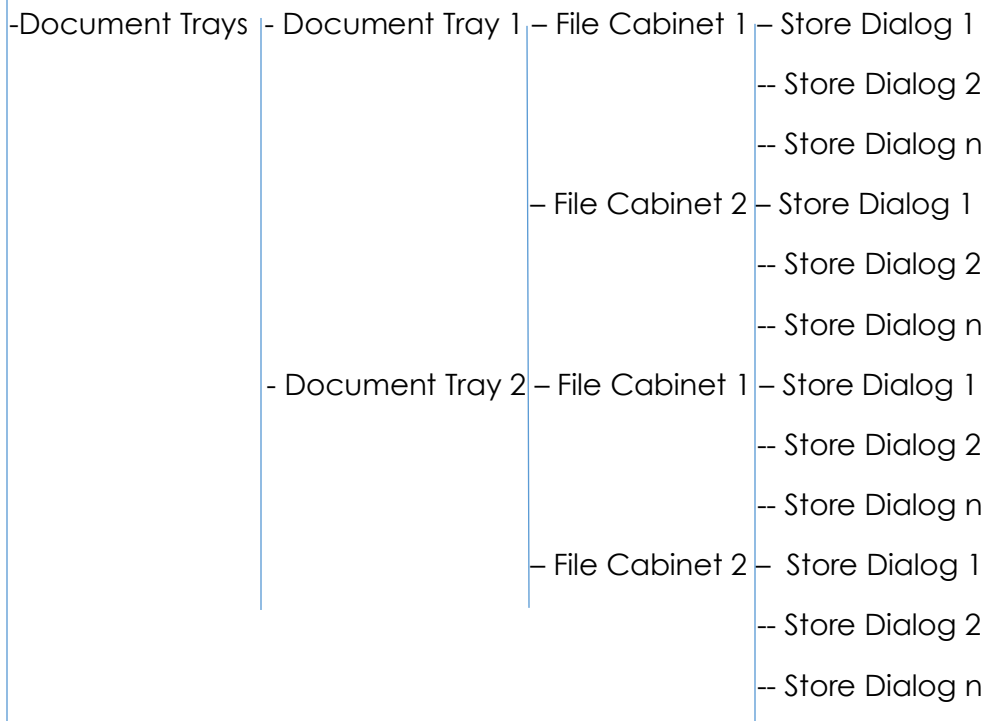 -Document Trays - Document Tray 1 – File Cabinet 1 – Store Dialog 1
-- Store Dialog 2
-- Store Dialog n
– File Cabinet 2 – Store Dialog 1
-- Store Dialog 2
-- Store Dialog n
- Document Tray 2 – File Cabinet 1 – Store Dialog 1
-- Store Dialog 2
-- Store Dialog n
– File Cabinet 2 – Store Dialog 1
-- Store Dialog 2
-- Store Dialog n